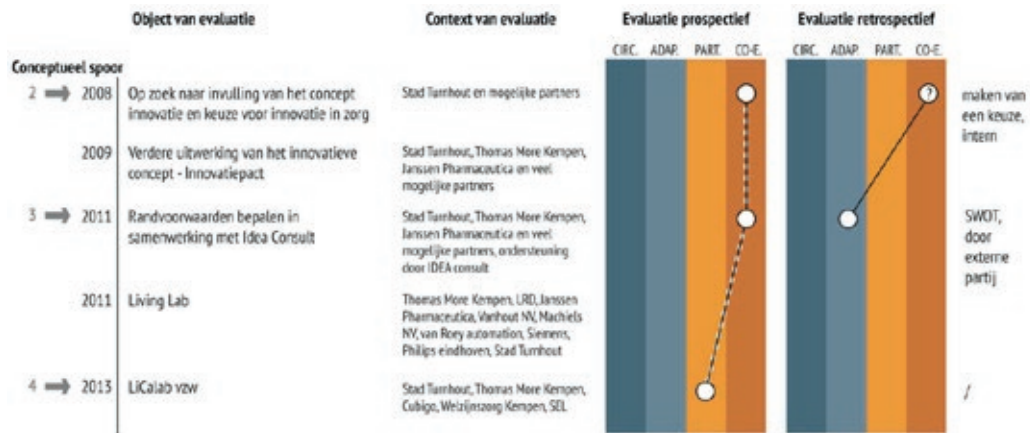 Object van evaluatie
Context van evaluatie
Evaluatie prospectief
Evaluatie retrospectief
CIRC. ADAP. PART. CO-E.
CIRC. ADAP. PART. CO-E.
Conceptueel spoor
2 2008
Op zoek naar invulling van het concept
innovatie en keuze voor innovatie in zorg
Stad Turnhout en mogelijke partners
?
maken van
een keuze,
intern
2009
Verdere uitwerking van het innovatieve
concept - Innovatiepact
Stad Turnhout, Thomas More Kempen,
Janssen Pharmaceutica en veel
mogelijke partners
3 2011
Randvoorwaarden bepalen in
samenwerking met Idea Consult
Stad Turnhout, Thomas More Kempen,
Janssen Pharmaceutica en veel
mogelijke partners, ondersteuning
door IDEA consult
SWOT,
door
externe
partij
2011
Living Lab
Thomas More Kempen, LRD, Janssen
Pharmaceutica, Vanhout NV, Machiels
NV, van Roey automation, Siemens,
Philips eindhoven, Stad Turnhout
4 2013
LiCalab vzw
Stad Turnhout, Thomas More Kempen,
Cubigo, Welzijnszorg Kempen, SEL
/